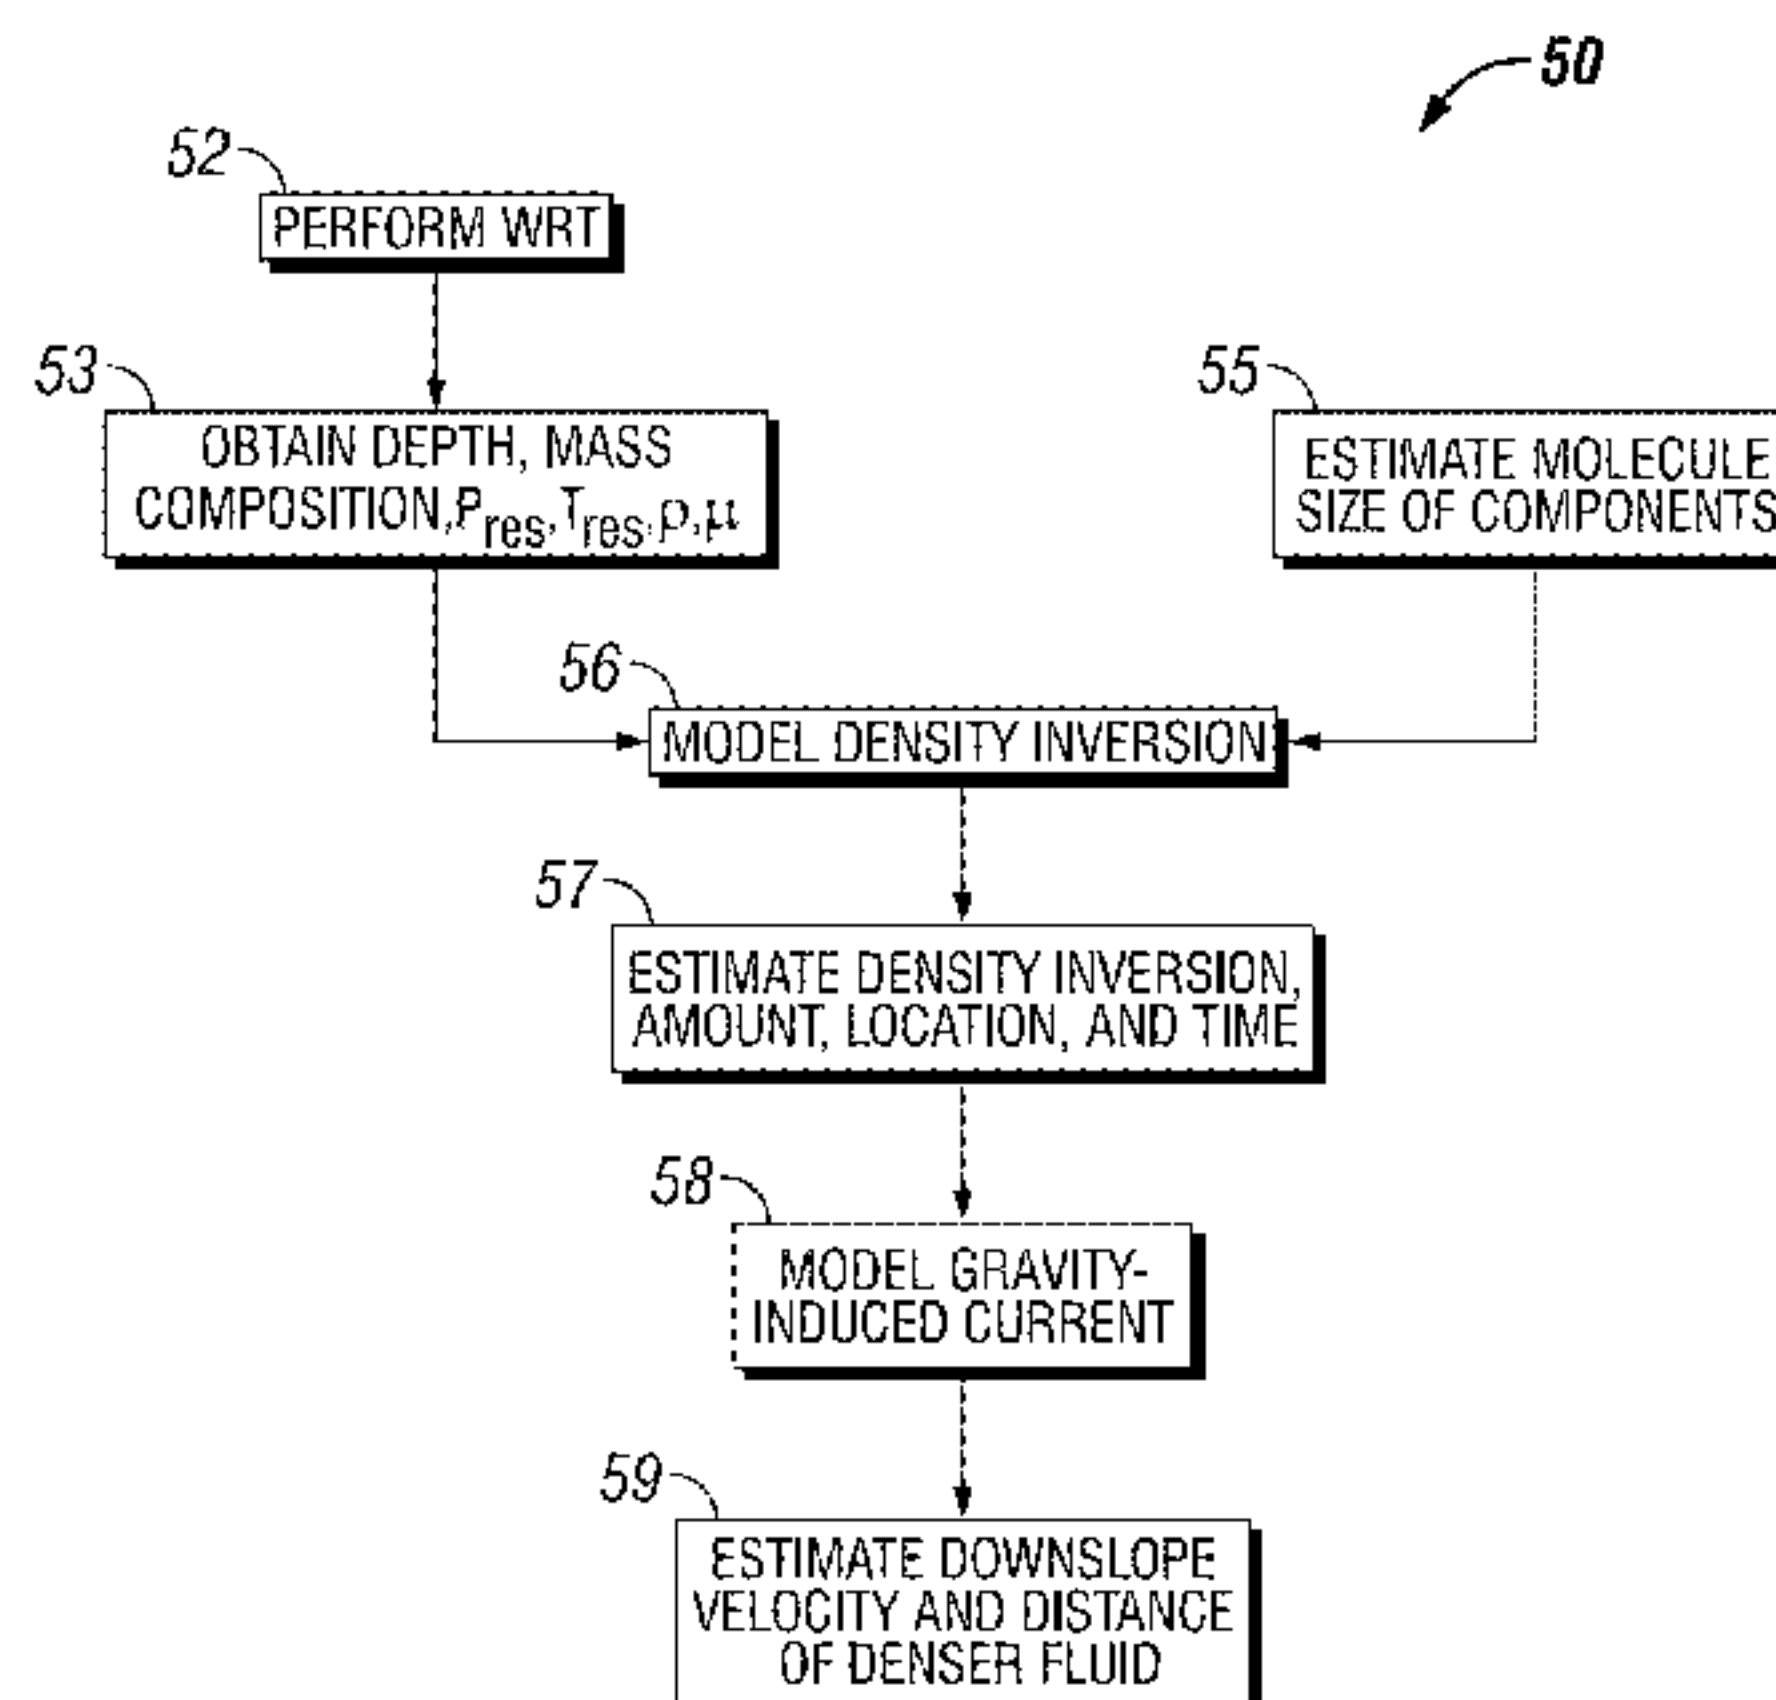 50
52
PERFORM WRT
53
OBTAIN DEPTH, MASS
COMPOSITION, Pres, Tres, ρ, μ
55
ESTIMATE MOLECULE
SIZE OF COMPONENTS
56
MODEL DENSITY INVERSION
57
ESTIMATE DENSITY INVERSION,
AMOUNT, LOCATION, AND TIME
58
MODEL GRAVITY-
INDUCED CURRENT
59
ESTIMATE DOWNSLOPE
VELOCITY AND DISTANCE
OF DENSER FLUID